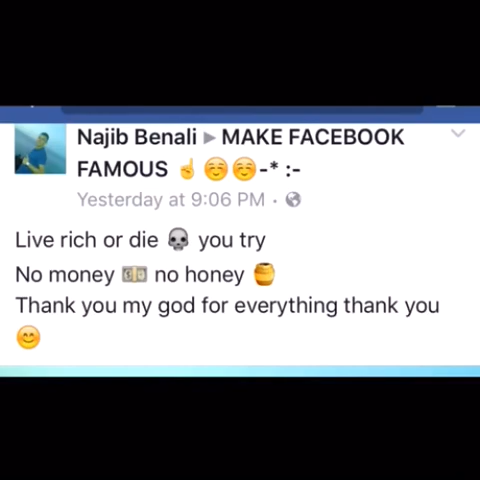 Najib Benali ▶ MAKE FACEBOOK
FAMOUS ☝️☺️☺️-* :-
Yesterday at 9:06 PM ·
Live rich or die 💀 you try
No money 💵 no honey 🍯
Thank you my god for everything thank you
😊